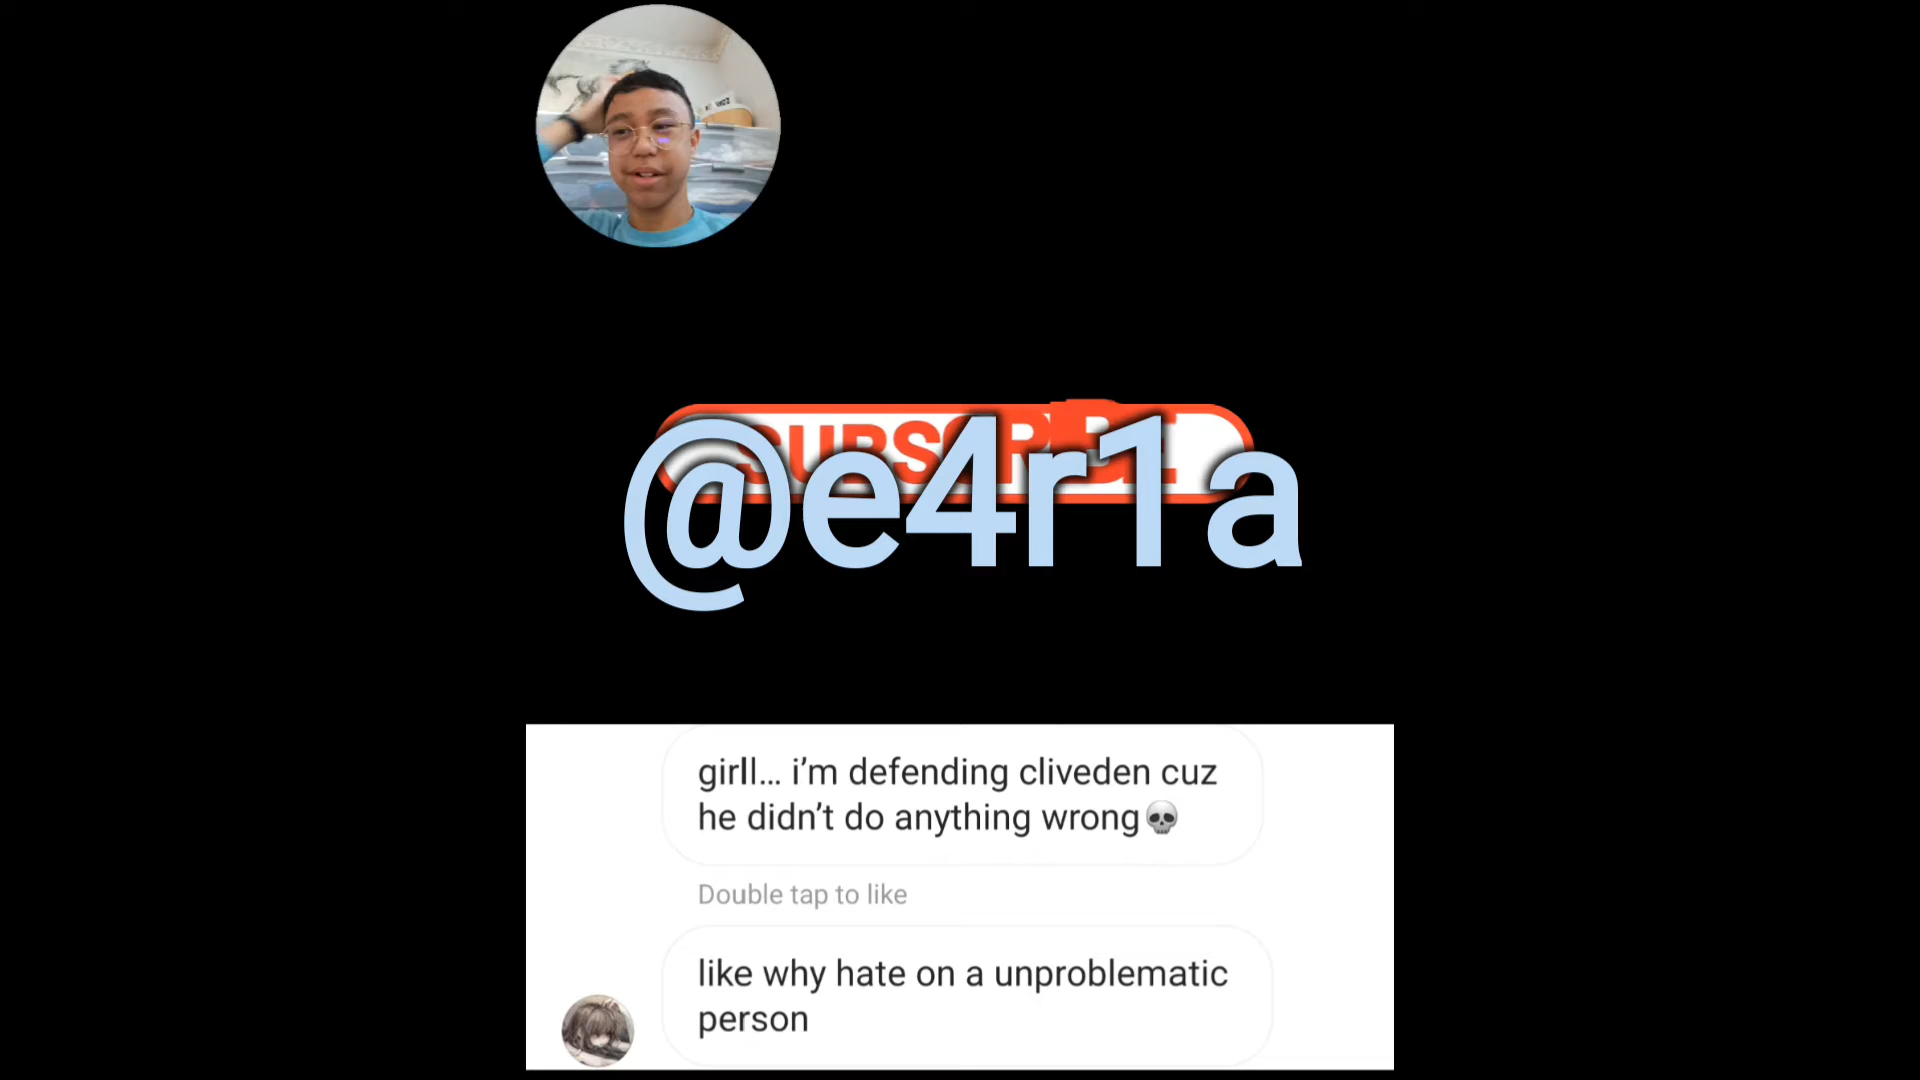 @e4r1a
girll... i'm defending cliveden cuz
he didn't do anything wrong💀
Double tap to like
like why hate on a unproblematic
person